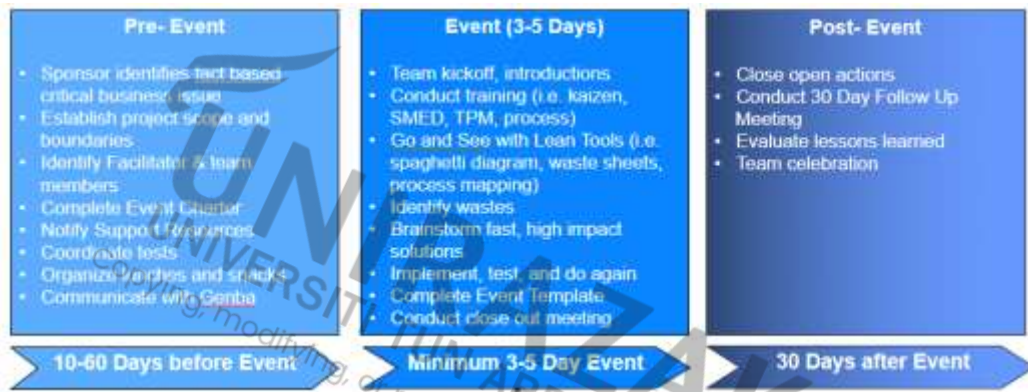 Pre- Event
• Sponsor identifies fact based
critical business issue
• Establish project scope and
boundaries
• Identify Facilitator & team
members
• Complete Event Charter
• Notify Support Resources
• Coordinate tests
• Organize lunches and snacks
• Communicate with Genba
10-60 Days before Event
Event (3-5 Days)
• Team kickoff, introductions
• Conduct training (i.e. kaizen,
SMED, TPM, process)
• Go and See with Lean Tools (i.e.
spaghetti diagram, waste sheets,
process mapping)
• Identify wastes
• Brainstorm fast, high impact
solutions
• Implement, test, and do again
• Complete Event Template
• Conduct close out meeting
Minimum 3-5 Day Event
Post- Event
• Close open actions
• Conduct 30 Day Follow Up
Meeting
• Evaluate lessons learned
• Team celebration
30 Days after Event
UNIRAZAK
UNIVERSITI TUN
Copying, modifying,